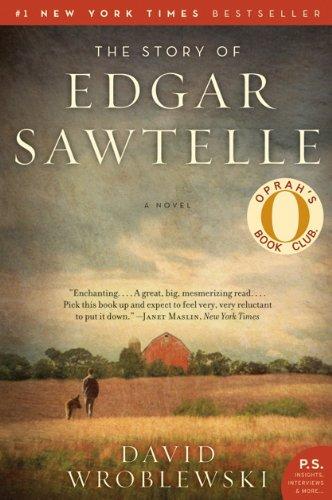 #1 NEW YORK TIMES BESTSELLER
THE STORY OF
EDGAR
SAWTELLE
A NOVEL
OPRAH'S
O
BOOK CLUB.
"Enchanting. . . . A great, big, mesmerizing read. . . .
Pick this book up and expect to feel very, very reluctant
to put it down."—JANET MASLIN, New York Times
DAVID
WROBLEWSKI
P.S.
INSIGHTS,
INTERVIEWS
& MORE...